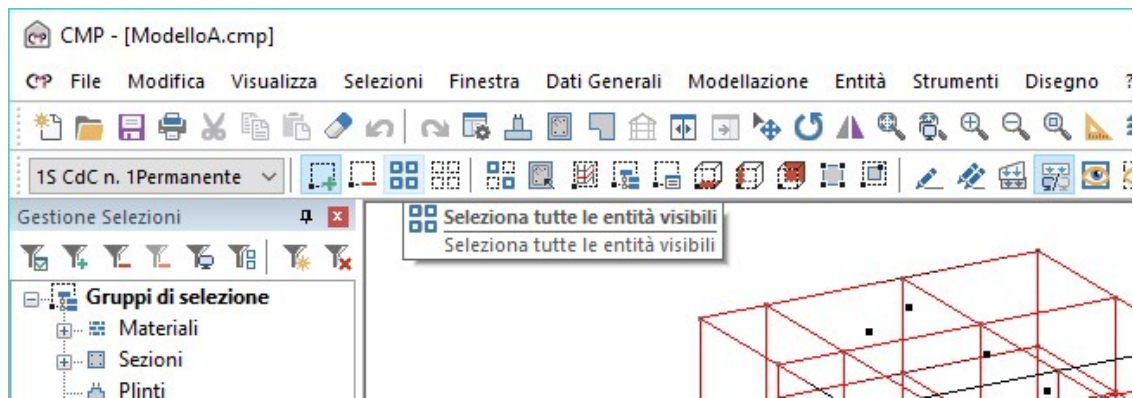 CMP - [ModelloA.cmp]
CMP File Modifica Visualizza Selezioni Finestra Dati Generali Modellazione Entità Strumenti Disegno ?
1S CdC n. 1Permanente
Gestione Selezioni
Seleziona tutte le entità visibili
Seleziona tutte le entità visibili
Gruppi di selezione
Materiali
Sezioni
Plinti